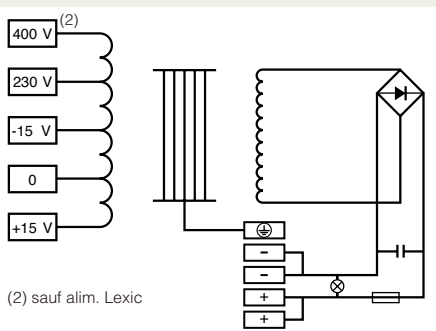 400 V (2)
230 V
-15 V
0
+15 V
-
-
+
+
(2) sauf alim. Lexic